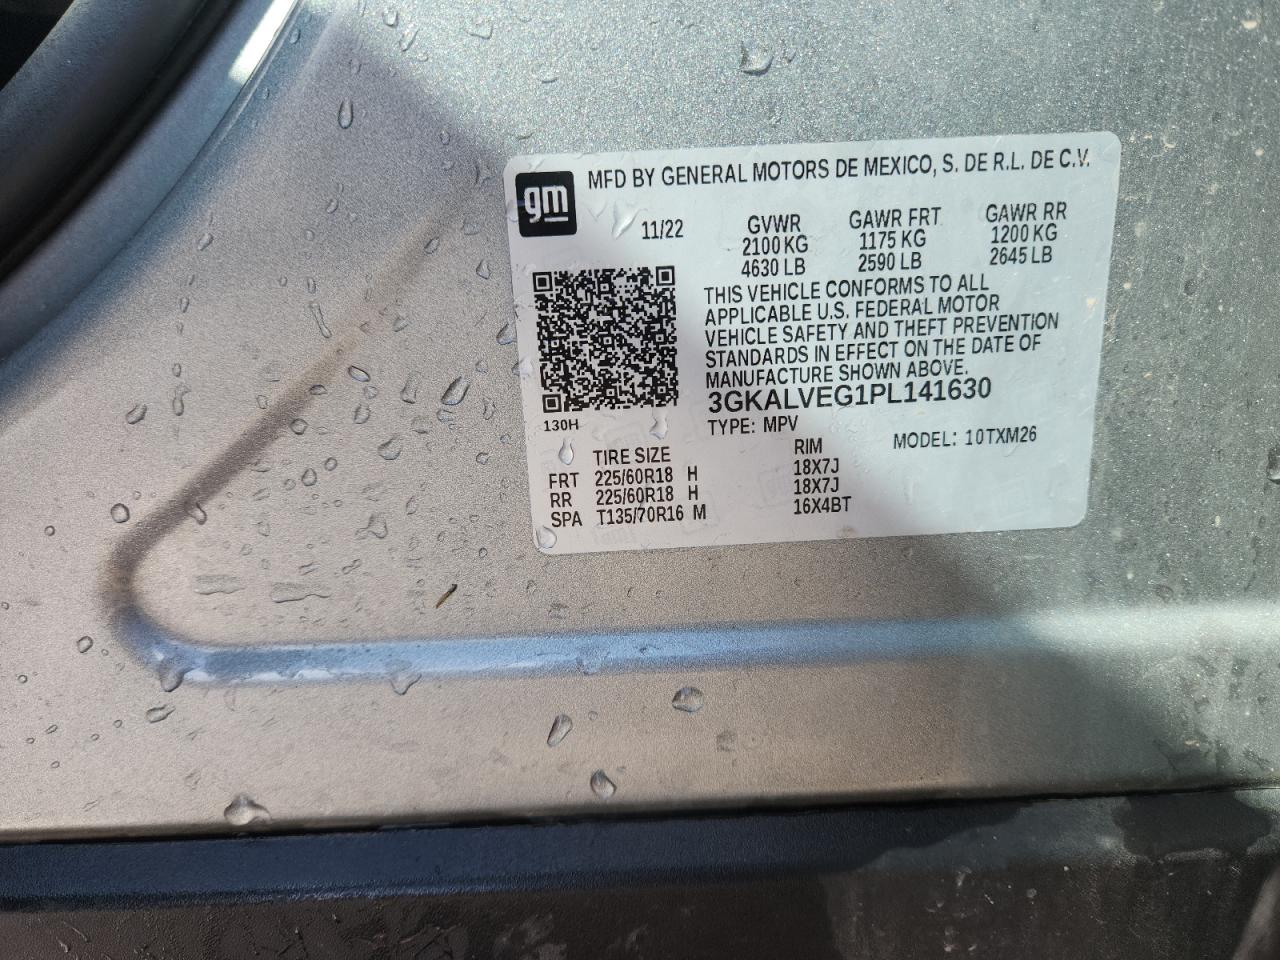 gm
MFD BY GENERAL MOTORS DE MEXICO, S. DE R.L. DE C.V.
11/22 GVWR GAWR FRT GAWR RR
2100 KG 1175 KG 1200 KG
4630 LB 2590 LB 2645 LB
THIS VEHICLE CONFORMS TO ALL
APPLICABLE U.S. FEDERAL MOTOR
VEHICLE SAFETY AND THEFT PREVENTION
STANDARDS IN EFFECT ON THE DATE OF
MANUFACTURE SHOWN ABOVE.
3GKALVEG1PL141630
130H
TYPE: MPV MODEL: 10TXM26
TIRE SIZE RIM
FRT 225/60R18 H 18X7J
RR 225/60R18 H 18X7J
SPA T135/70R16 M 16X4BT